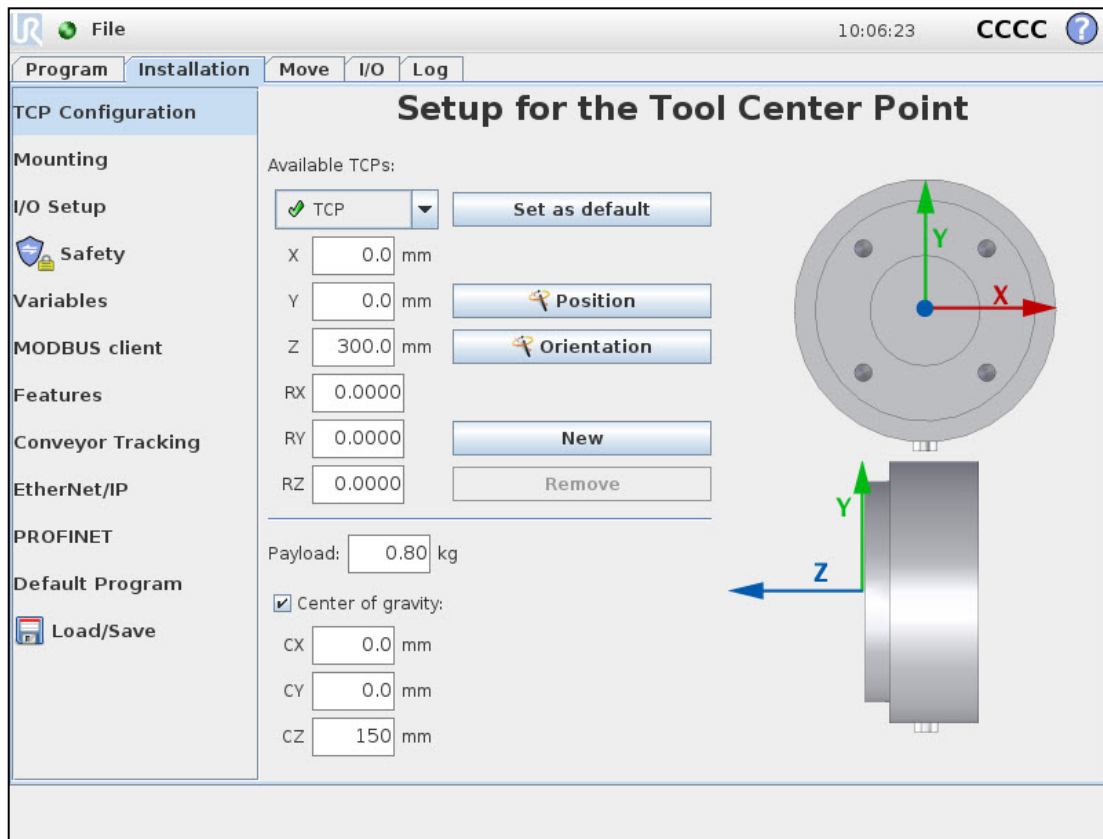 UR File 10:06:23 CCCC ?
Program Installation Move I/O Log
TCP Configuration
Mounting
I/O Setup
Safety
Variables
MODBUS client
Features
Conveyor Tracking
EtherNet/IP
PROFINET
Default Program
Load/Save
Setup for the Tool Center Point
Available TCPs:
TCP Set as default
X 0.0 mm
Y 0.0 mm Position
Z 300.0 mm Orientation
RX 0.0000
RY 0.0000 New
RZ 0.0000 Remove
Payload: 0.80 kg
Center of gravity:
CX 0.0 mm
CY 0.0 mm
CZ 150 mm
Y
X
Y
Z